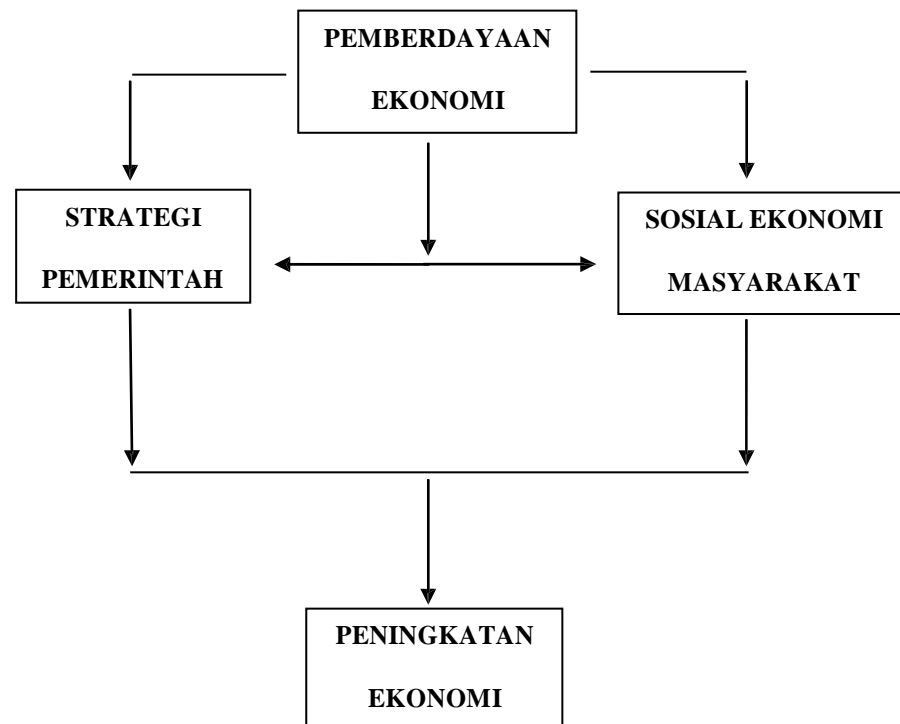 PEMBERDAYAAN
EKONOMI
STRATEGI
PEMERINTAH
SOSIAL EKONOMI
MASYARAKAT
PENINGKATAN
EKONOMI